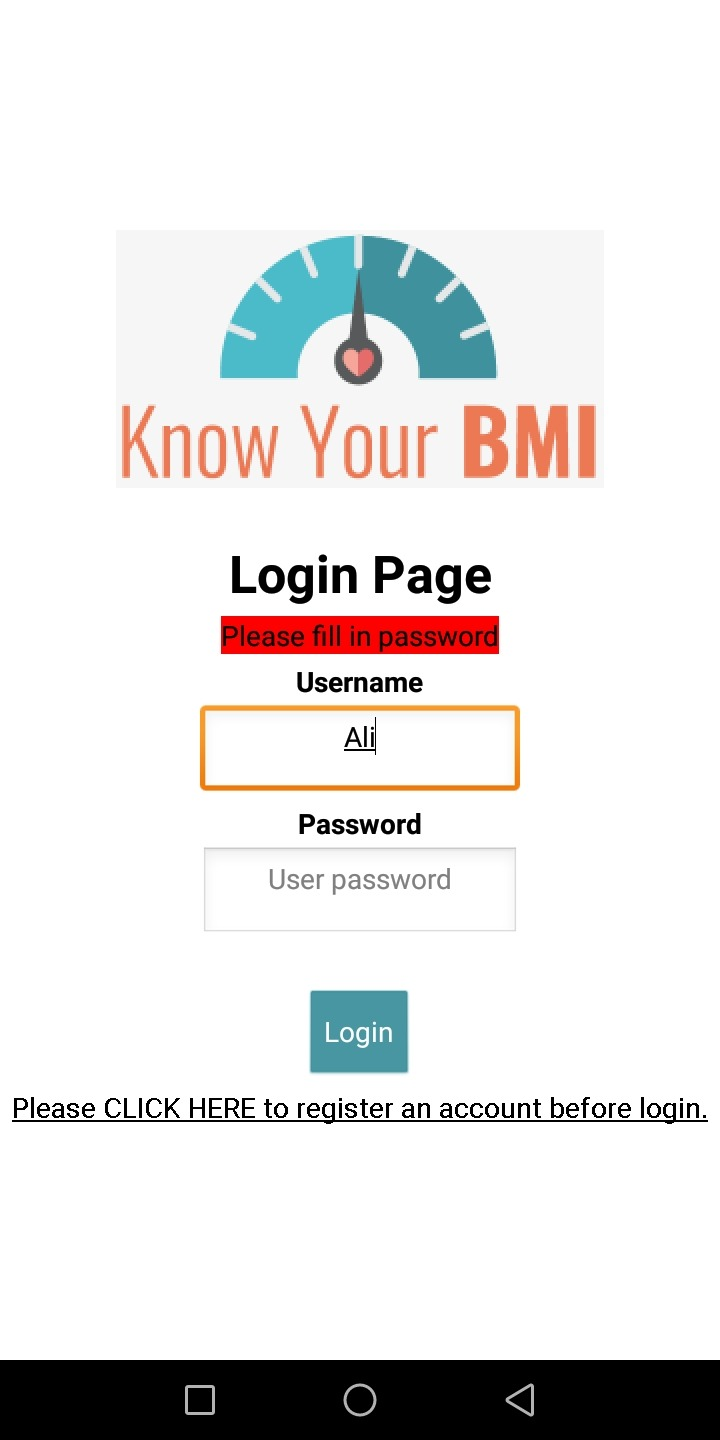 Know Your BMI
Login Page
Please fill in password
Username
Ali
Password
User password
Login
Please CLICK HERE to register an account before login.